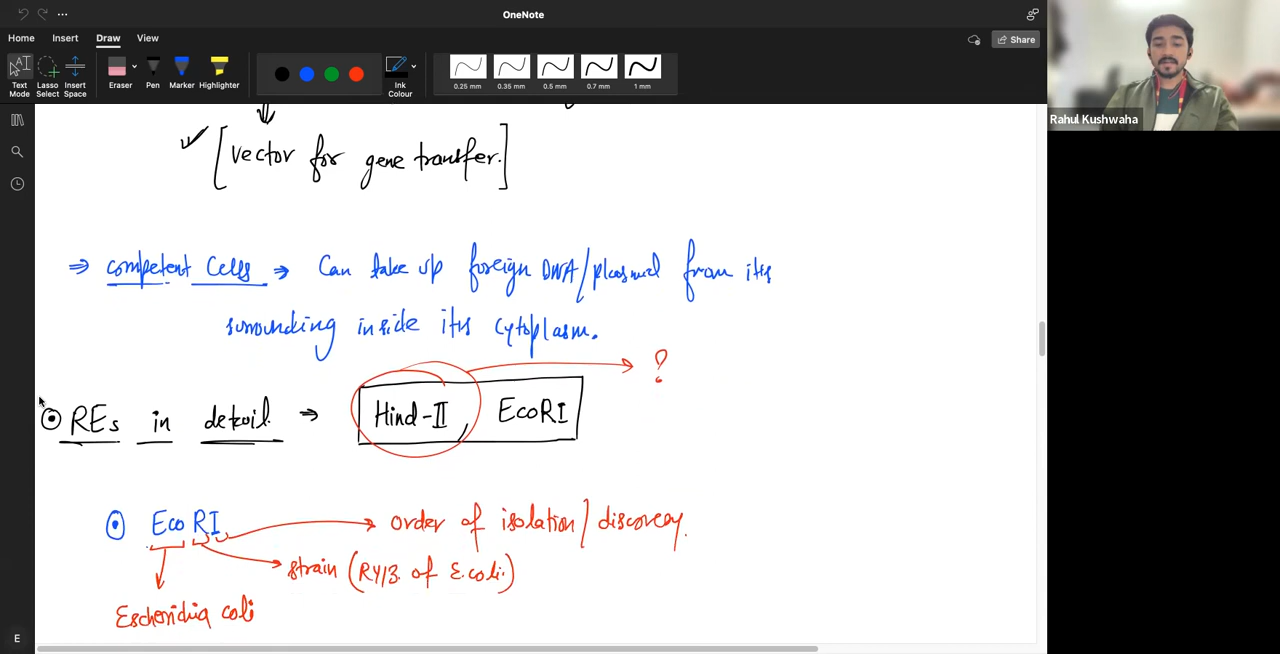 OneNote
Home Insert Draw View
Share
Text Mode
Lasso Select
Insert Space
Eraser
Pen
Marker
Highlighter
Ink Colour
0.25 mm
0.35 mm
0.5 mm
0.7 mm
1 mm
Rahul Kushwaha
[vector for gene transfer.]
⇒ Competent Cells → Can take up foreign DNA/plasmid from its
surrounding inside its cytoplasm.
?
REs in detail → Hind-II, EcoRI
EcoRI → order of isolation/discovery.
strain (RY13 of E.coli.)
Escherichia coli
E